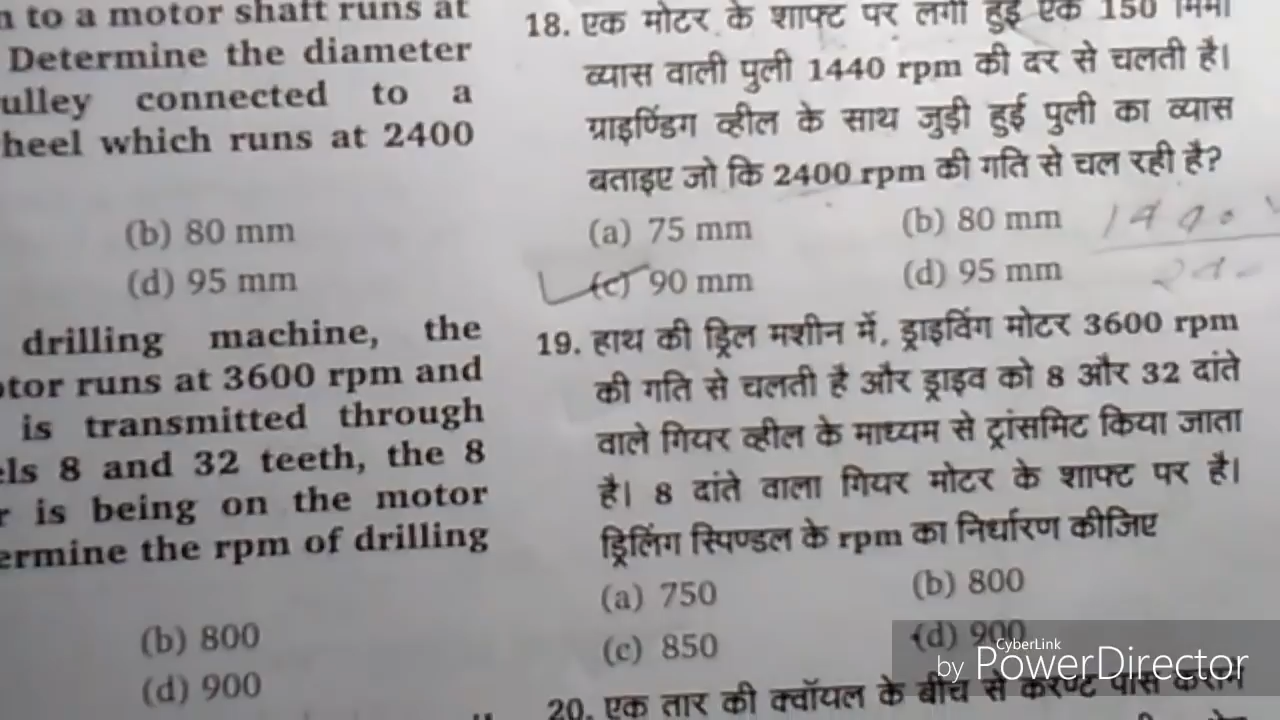 to a motor shaft runs at
Determine the diameter
ulley connected to a
heel which runs at 2400
(b) 80 mm
(d) 95 mm
drilling machine, the
tor runs at 3600 rpm and
is transmitted through
els 8 and 32 teeth, the 8
r is being on the motor
ermine the rpm of drilling
(b) 800
(d) 900
18. एक मोटर के शाफ्ट पर लगी हुई एक 150 मिमी
व्यास वाली पुली 1440 rpm की दर से चलती है।
ग्राइण्डिंग व्हील के साथ जुड़ी हुई पुली का व्यास
बताइए जो कि 2400 rpm की गति से चल रही है?
(a) 75 mm (b) 80 mm
(c) 90 mm (d) 95 mm
19. हाथ की ड्रिल मशीन में, ड्राइविंग मोटर 3600 rpm
की गति से चलती है और ड्राइव को 8 और 32 दांते
वाले गियर व्हील के माध्यम से ट्रांसमिट किया जाता
है। 8 दांते वाला गियर मोटर के शाफ्ट पर है।
ड्रिलिंग स्पिण्डल के rpm का निर्धारण कीजिए
(a) 750 (b) 800
(c) 850 (d) 900
20. एक तार की क्वॉयल के बीच से करण्ट पास कराने
CyberLink
by PowerDirector